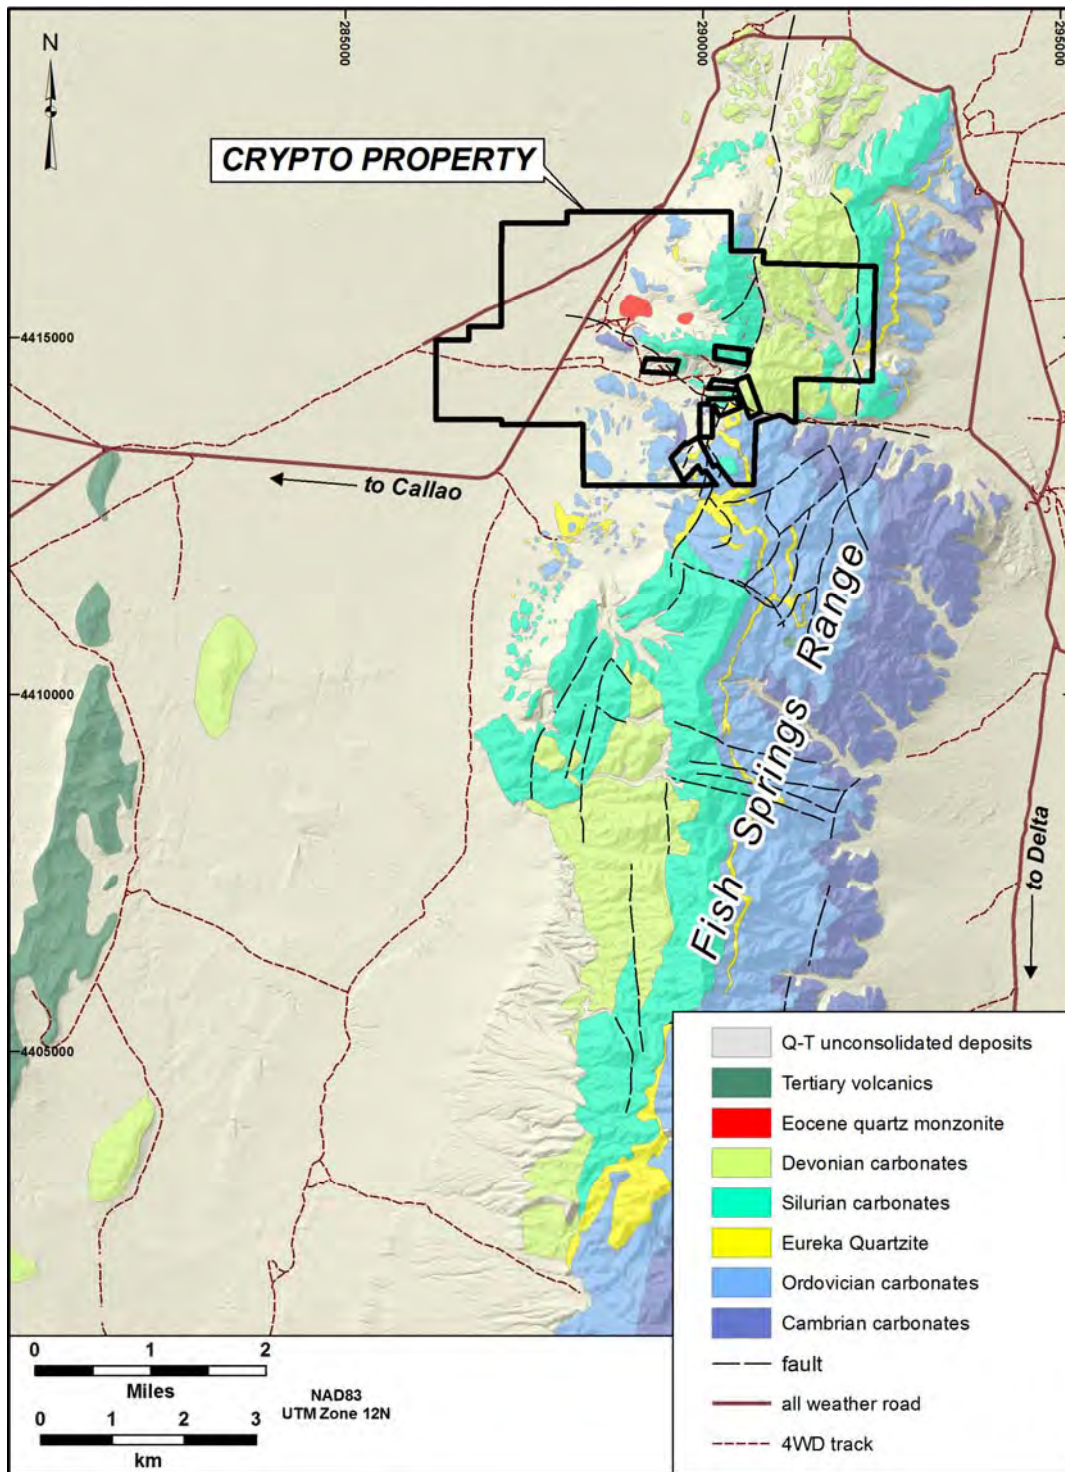 2850000
290000
295000
N
CRYPTO PROPERTY
4415000
to Callao
4410000
Fish Springs Range
to Delta
4405000
Q-T unconsolidated deposits
Tertiary volcanics
Eocene quartz monzonite
Devonian carbonates
Silurian carbonates
Eureka Quartzite
Ordovician carbonates
Cambrian carbonates
fault
all weather road
4WD track
0 1 2
Miles
NAD83
UTM Zone 12N
0 1 2 3
km